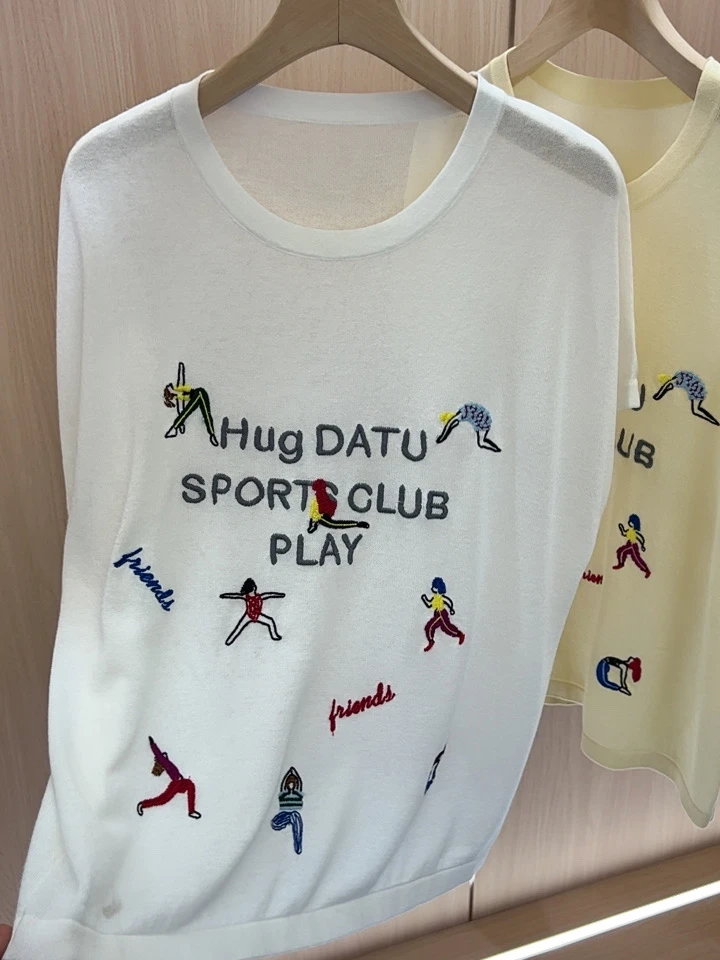 Hug DATU
SPORTS CLUB
PLAY
friends
friends
UB